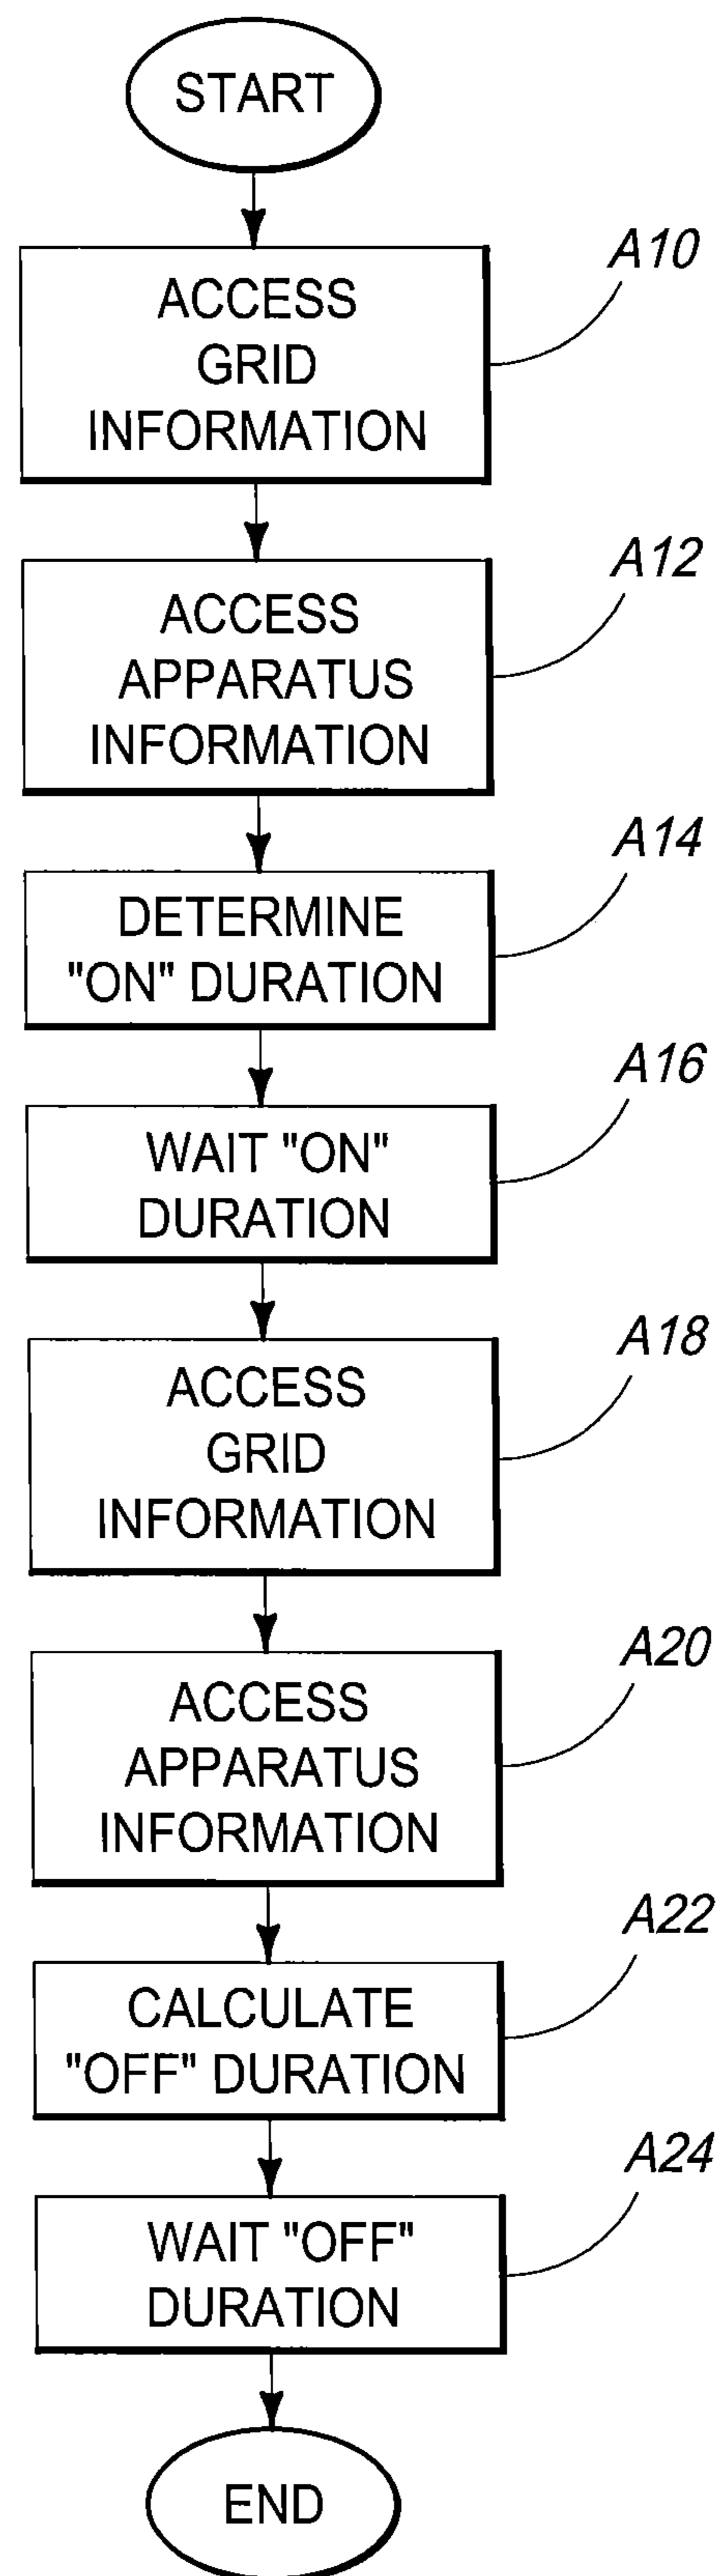 START
A10
ACCESS
GRID
INFORMATION
A12
ACCESS
APPARATUS
INFORMATION
A14
DETERMINE
"ON" DURATION
A16
WAIT "ON"
DURATION
A18
ACCESS
GRID
INFORMATION
A20
ACCESS
APPARATUS
INFORMATION
A22
CALCULATE
"OFF" DURATION
A24
WAIT "OFF"
DURATION
END